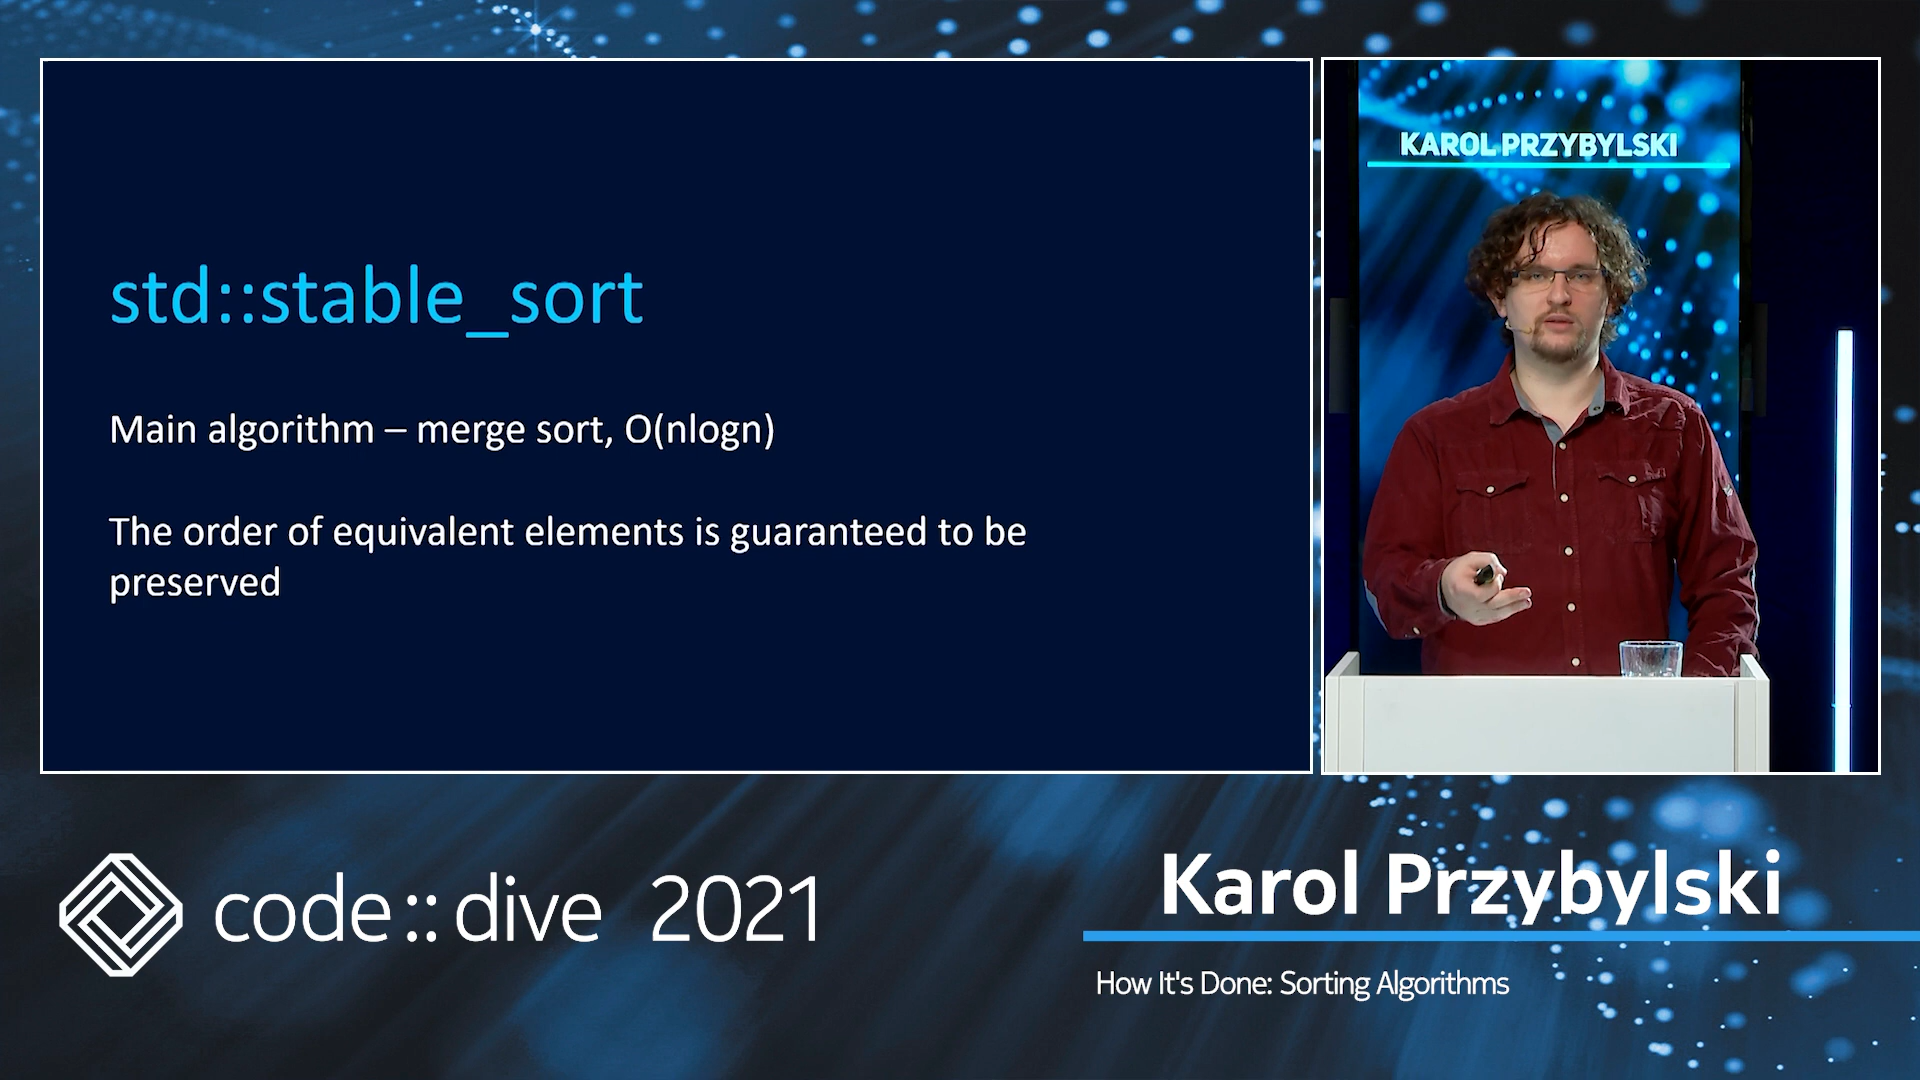 std::stable_sort
Main algorithm – merge sort, O(nlogn)
The order of equivalent elements is guaranteed to be
preserved
KAROL PRZYBYLSKI
code::dive 2021
Karol Przybylski
How It's Done: Sorting Algorithms